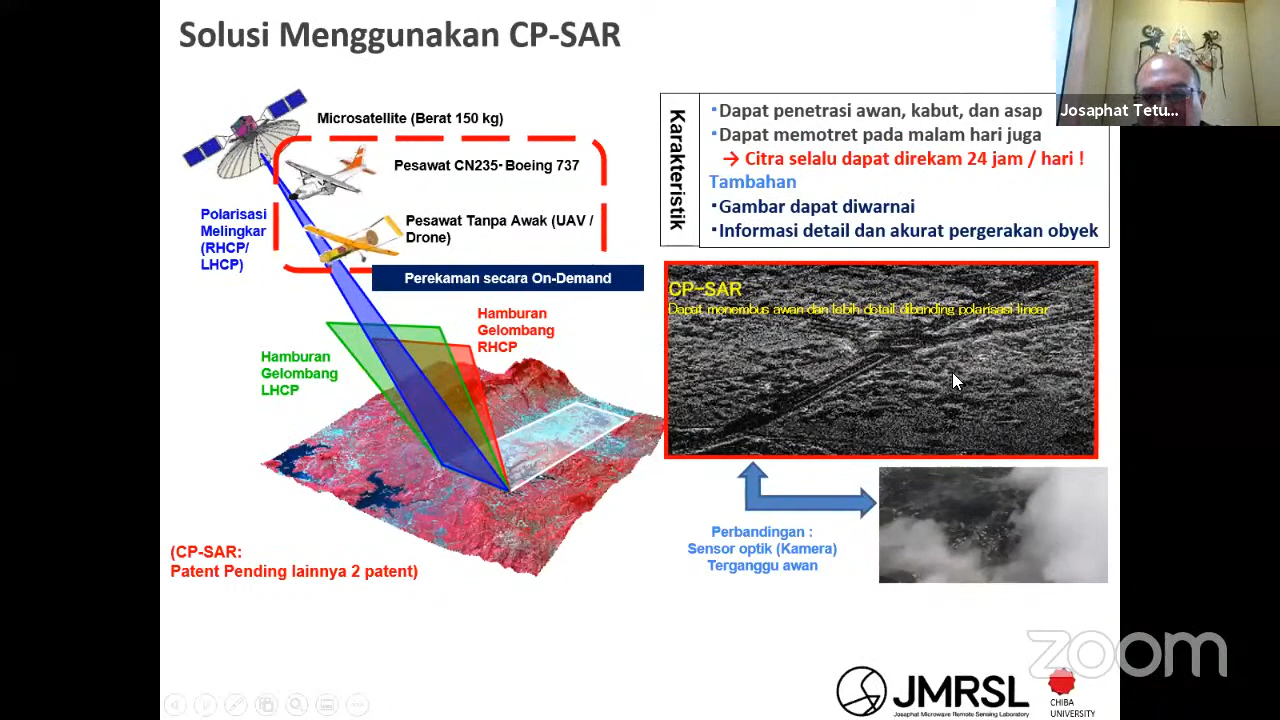 Solusi Menggunakan CP-SAR
Microsatellite (Berat 150 kg)
Pesawat CN235- Boeing 737
Pesawat Tanpa Awak (UAV /
Drone)
Polarisasi
Melingkar
(RHCP/
LHCP)
Perekaman secara On-Demand
Hamburan
Gelombang
RHCP
Hamburan
Gelombang
LHCP
(CP-SAR:
Patent Pending lainnya 2 patent)
Karakteristik
▪Dapat penetrasi awan, kabut, dan asap
▪Dapat memotret pada malam hari juga
→ Citra selalu dapat direkam 24 jam / hari !
Tambahan
▪Gambar dapat diwarnai
▪Informasi detail dan akurat pergerakan obyek
CP-SAR
Dapat menembus awan dan lebih detail dibanding polarisasi linear
Perbandingan :
Sensor optik (Kamera)
Terganggu awan
Josaphat Tetu...
zoom
JMRSL
Josaphat Microwave Remote Sensing Laboratory
CHIBA
UNIVERSITY